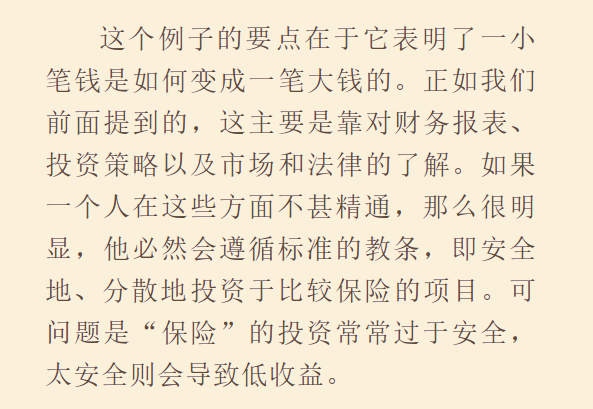 这个例子的要点在于它表明了一小
笔钱是如何变成一笔大钱的。正如我们
前面提到的，这主要是靠对财务报表、
投资策略以及市场和法律的了解。如果
一个人在这些方面不甚精通，那么很明
显，他必然会遵循标准的教条，即安全
地、分散地投资于比较保险的项目。可
问题是“保险”的投资常常过于安全，
太安全则会导致低收益。